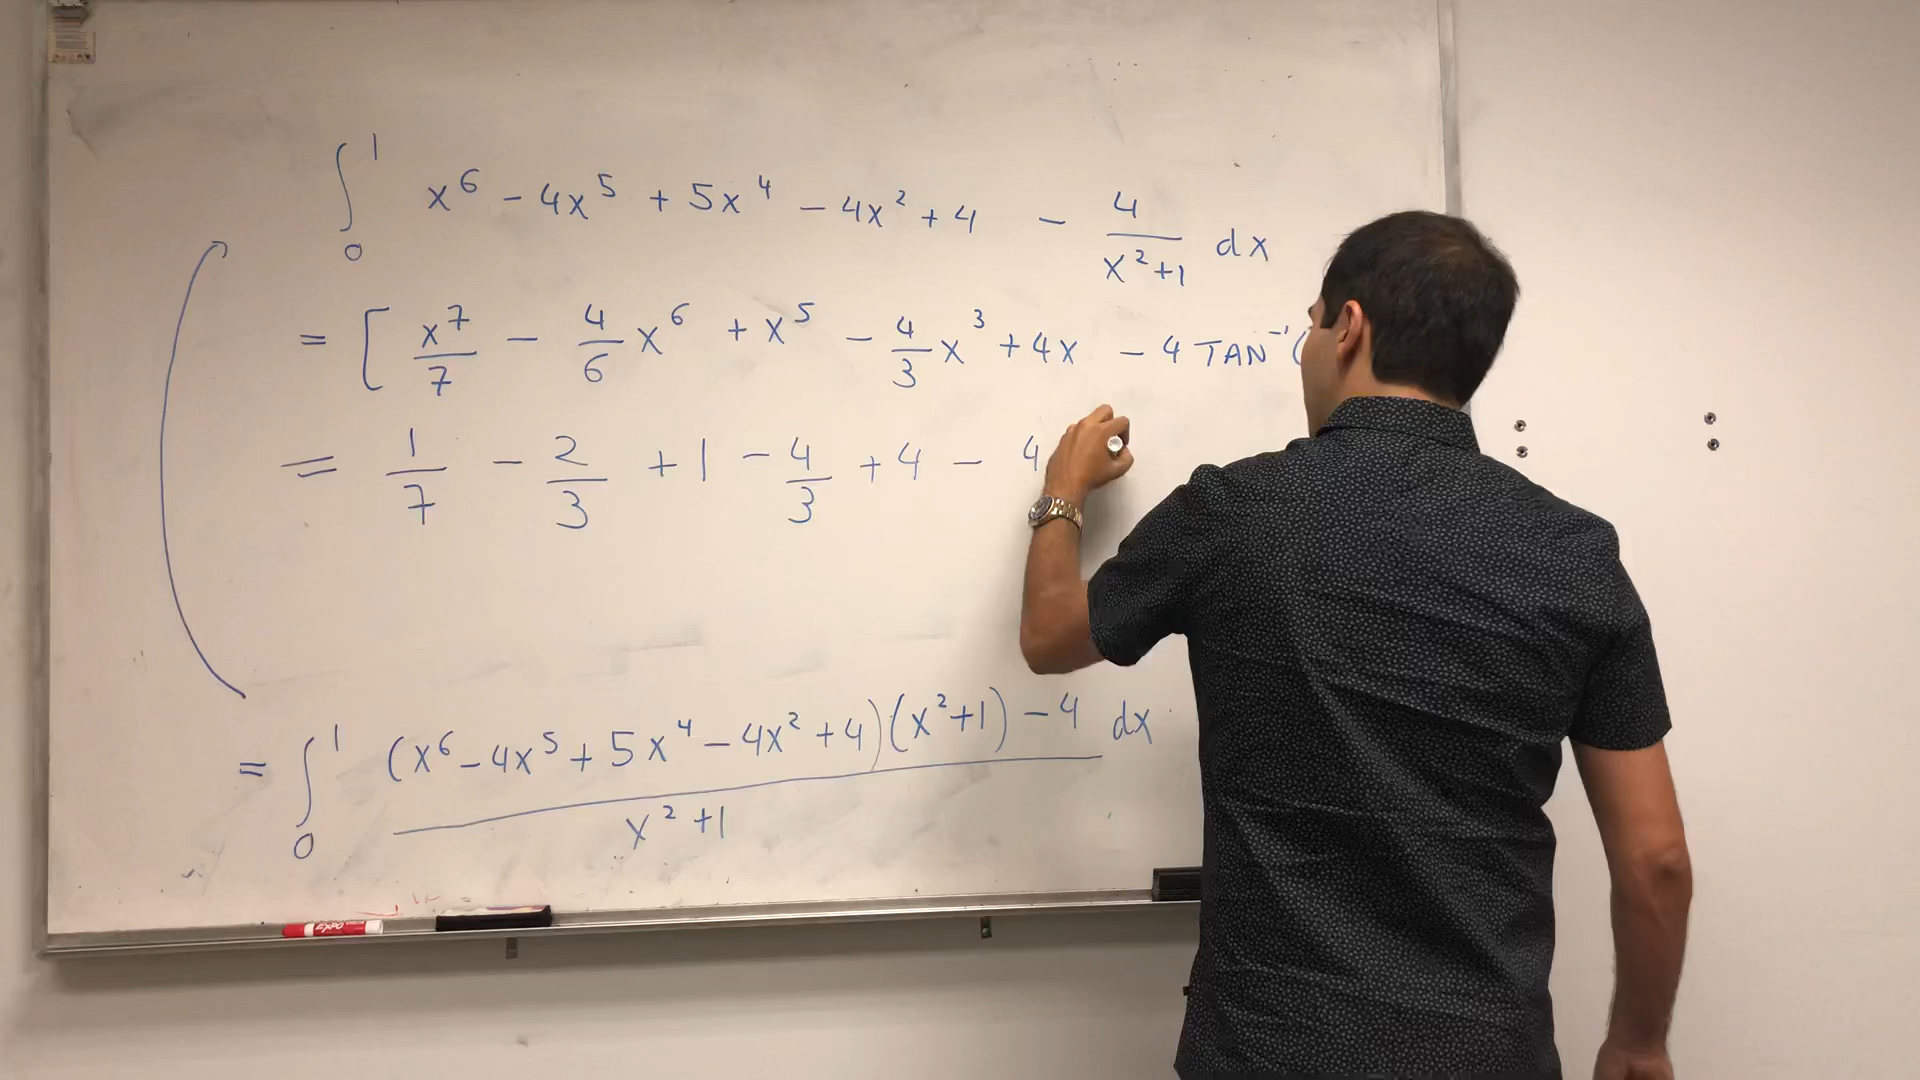 ∫₀¹ x⁶ − 4x⁵ + 5x⁴ − 4x² + 4 − 4/(x²+1) dx
= [ x⁷/7 − 4/6 x⁶ + x⁵ − 4/3 x³ + 4x − 4 TAN⁻¹(
= 1/7 − 2/3 + 1 − 4/3 + 4 − 4
= ∫₀¹ ((x⁶ − 4x⁵ + 5x⁴ − 4x² + 4)(x²+1) − 4)/(x²+1) dx
EXPO